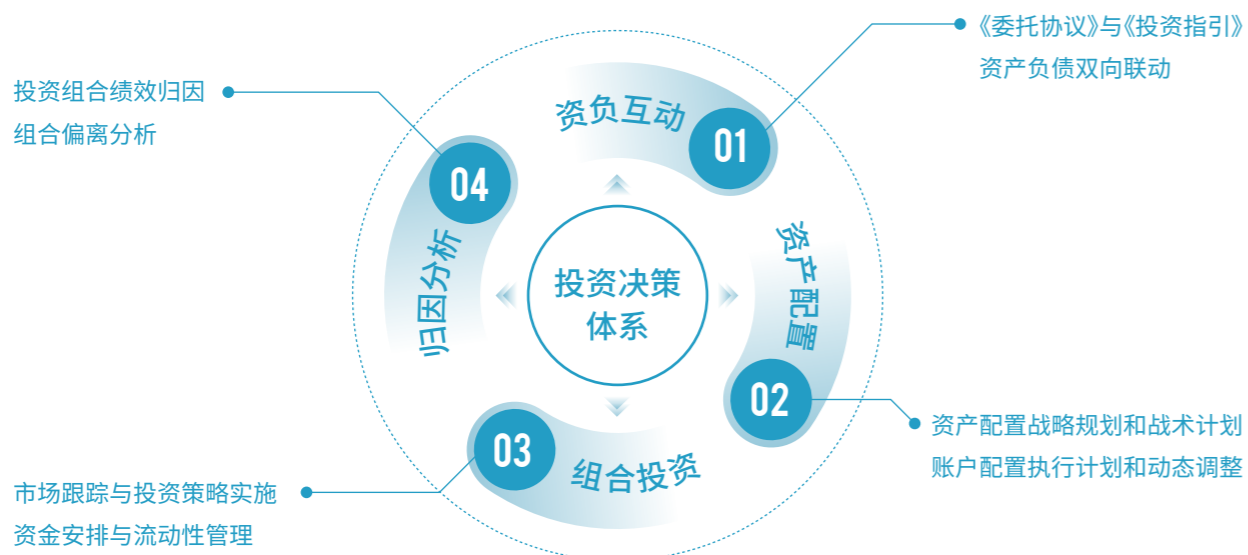 投资决策
体系
资负互动
01
《委托协议》与《投资指引》
资产负债双向联动
资产配置
02
资产配置战略规划和战术计划
账户配置执行计划和动态调整
组合投资
03
市场跟踪与投资策略实施
资金安排与流动性管理
归因分析
04
投资组合绩效归因
组合偏离分析